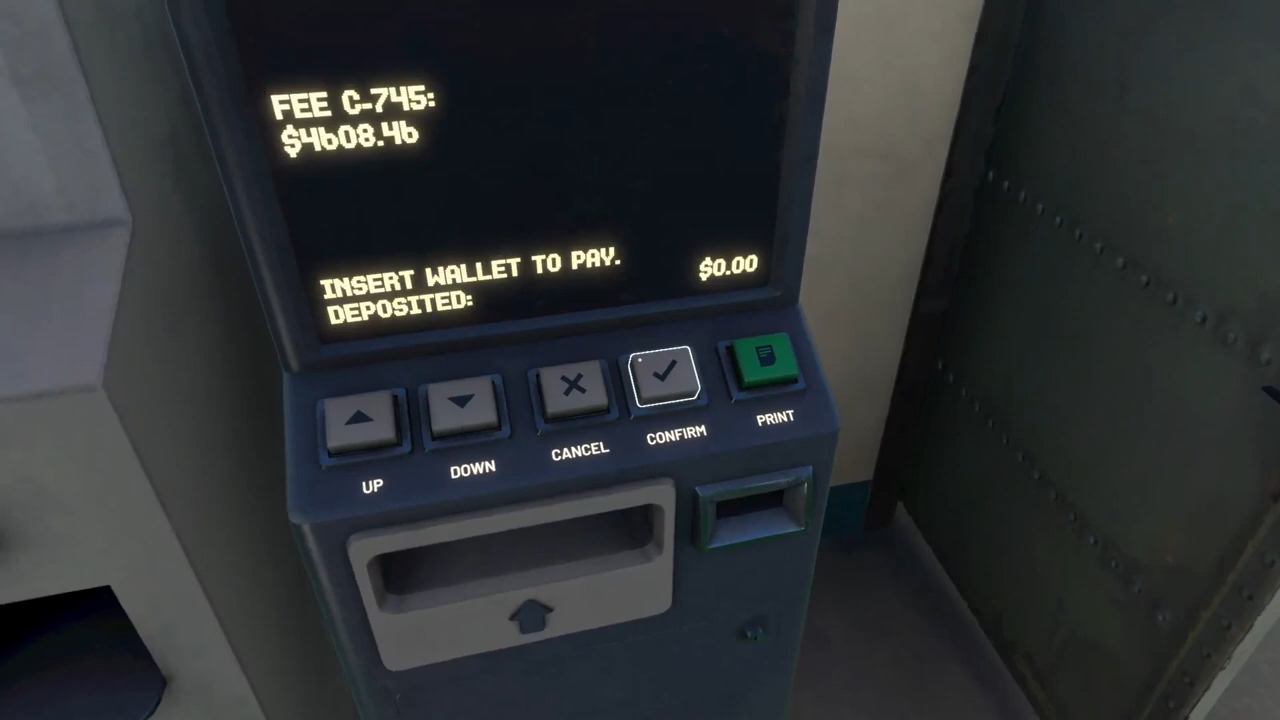 FEE C-745:
$4608.46
INSERT WALLET TO PAY.
DEPOSITED:
$0.00
UP
DOWN
CANCEL
CONFIRM
PRINT